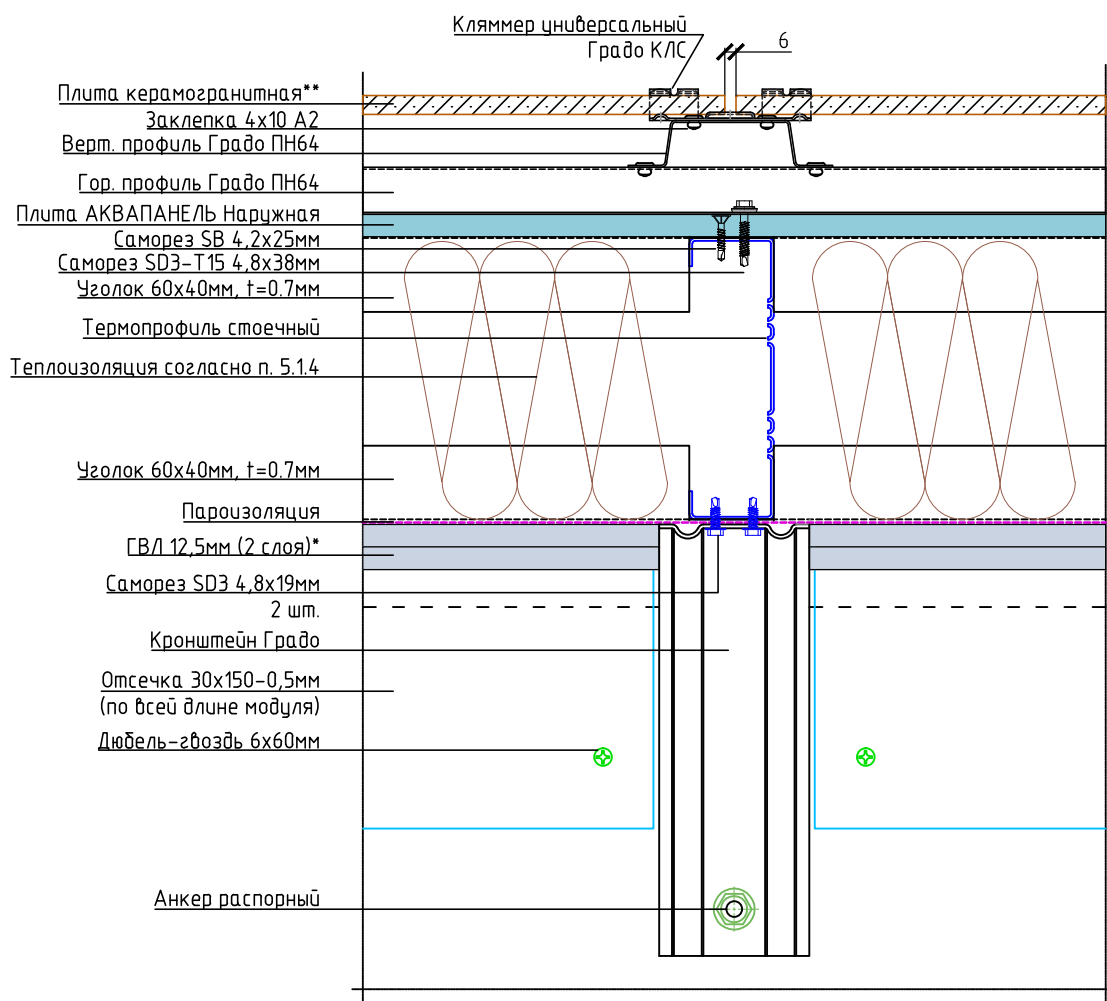 Кляммер универсальный
Градо КЛС
6
Плита керамогранитная**
Заклепка 4х10 А2
Верт. профиль Градо ПН64
Гор. профиль Градо ПН64
Плита АКВАПАНЕЛЬ Наружная
Саморез SB 4,2х25мм
Саморез SD3-T15 4,8х38мм
Уголок 60х40мм, t=0.7мм
Термопрофиль стоечный
Теплоизоляция согласно п. 5.1.4
Уголок 60х40мм, t=0.7мм
Пароизоляция
ГВЛ 12,5мм (2 слоя)*
Саморез SD3 4,8х19мм
2 шт.
Кронштейн Градо
Отсечка 30х150-0,5мм
(по всей длине модуля)
Дюбель-гвоздь 6х60мм
Анкер распорный